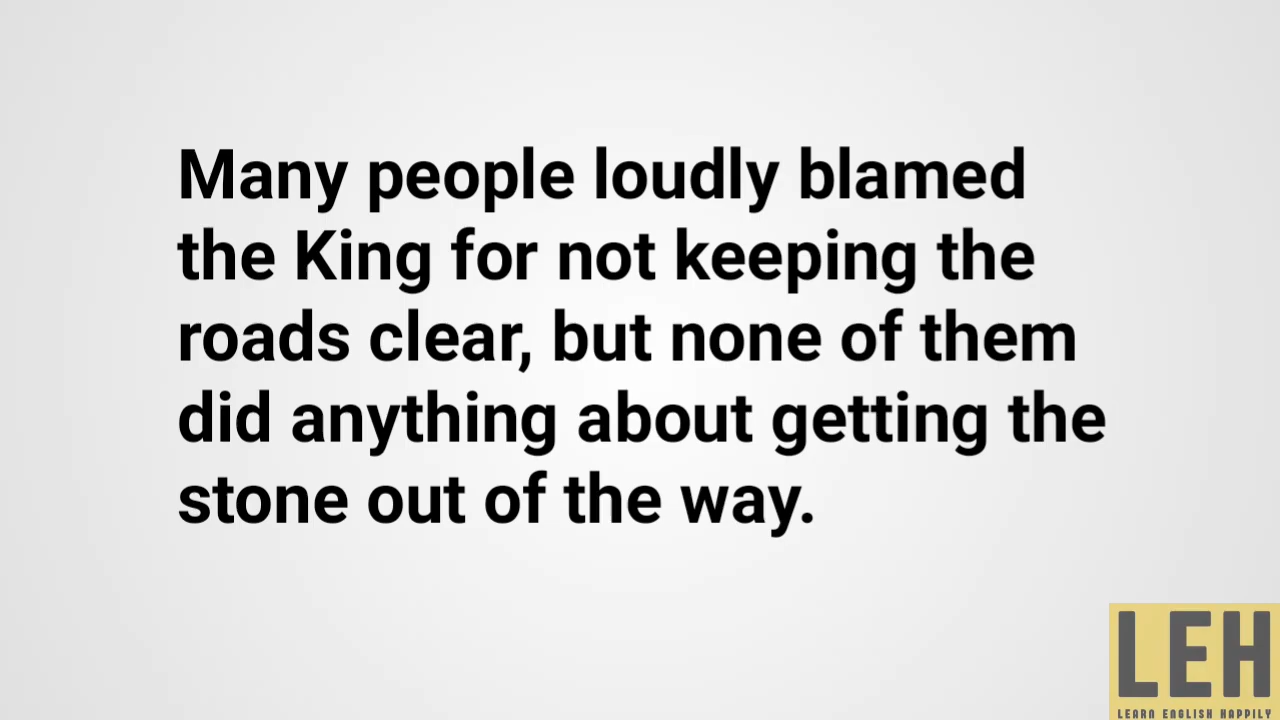 Many people loudly blamed
the King for not keeping the
roads clear, but none of them
did anything about getting the
stone out of the way.
LEH
LEARN ENGLISH HAPPILY